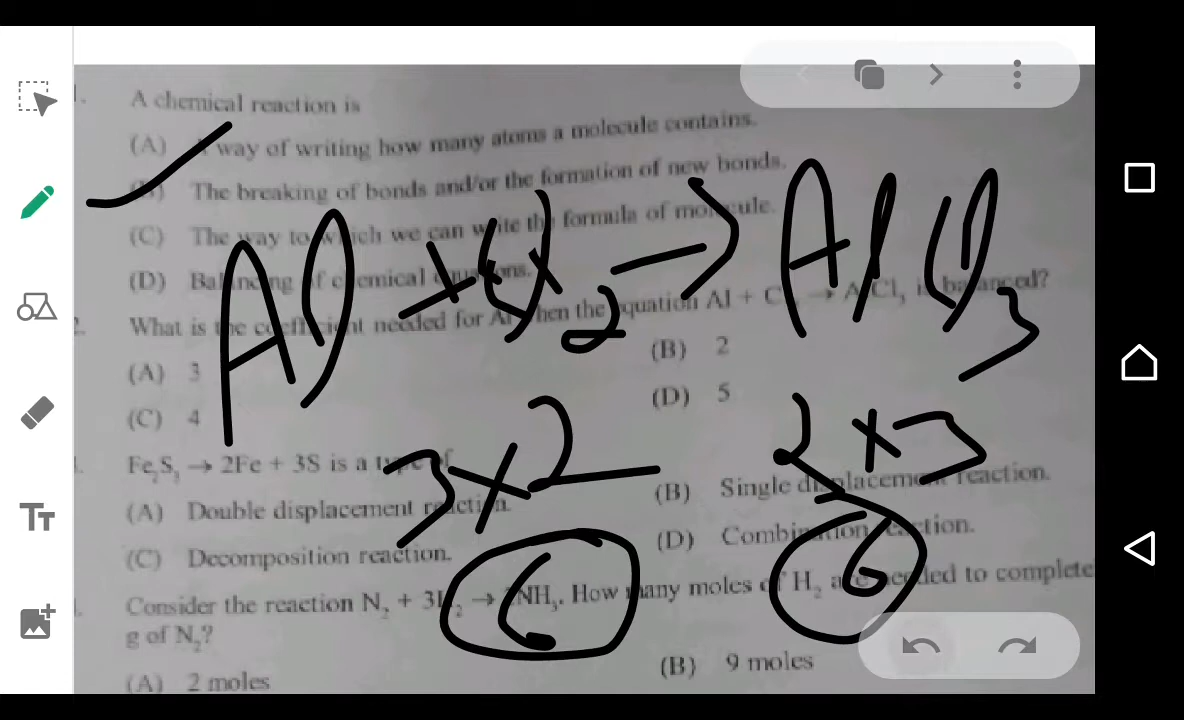 A chemical reaction is
(A) way of writing how many atoms a molecule contains.
The breaking of bonds and/or the formation of new bonds.
(C) The way to which we can write the formula of molecule.
(D) Balancing of chemical equations.
Al + Cl₂ → AlCl₃
What is the coefficient needed for Al when the equation Al + → AlCl₃ is balanced?
(A) 3 (B) 2
(C) 4 (D) 5
3 × 2 2 × 3
Fe₂S₃ → 2Fe + 3S is a type of
(A) Double displacement reaction. (B) Single displacement reaction.
(C) Decomposition reaction. (D) Combination reaction.
6 6
Consider the reaction N₂ + 3H₂ → NH₃. How many moles of H₂ are needed to complete
g of N₂?
(A) 2 moles (B) 9 moles
Tт